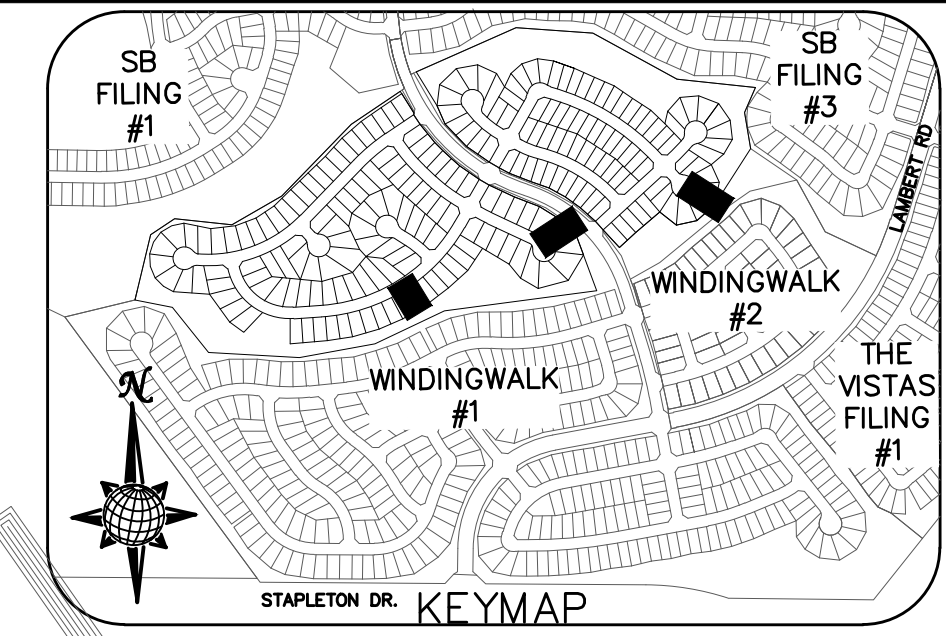 SB
FILING
#1
SB
FILING
#3
LAMBERT RD
WINDINGWALK
#2
THE
VISTAS
FILING
#1
WINDINGWALK
#1
N
STAPLETON DR.
KEYMAP